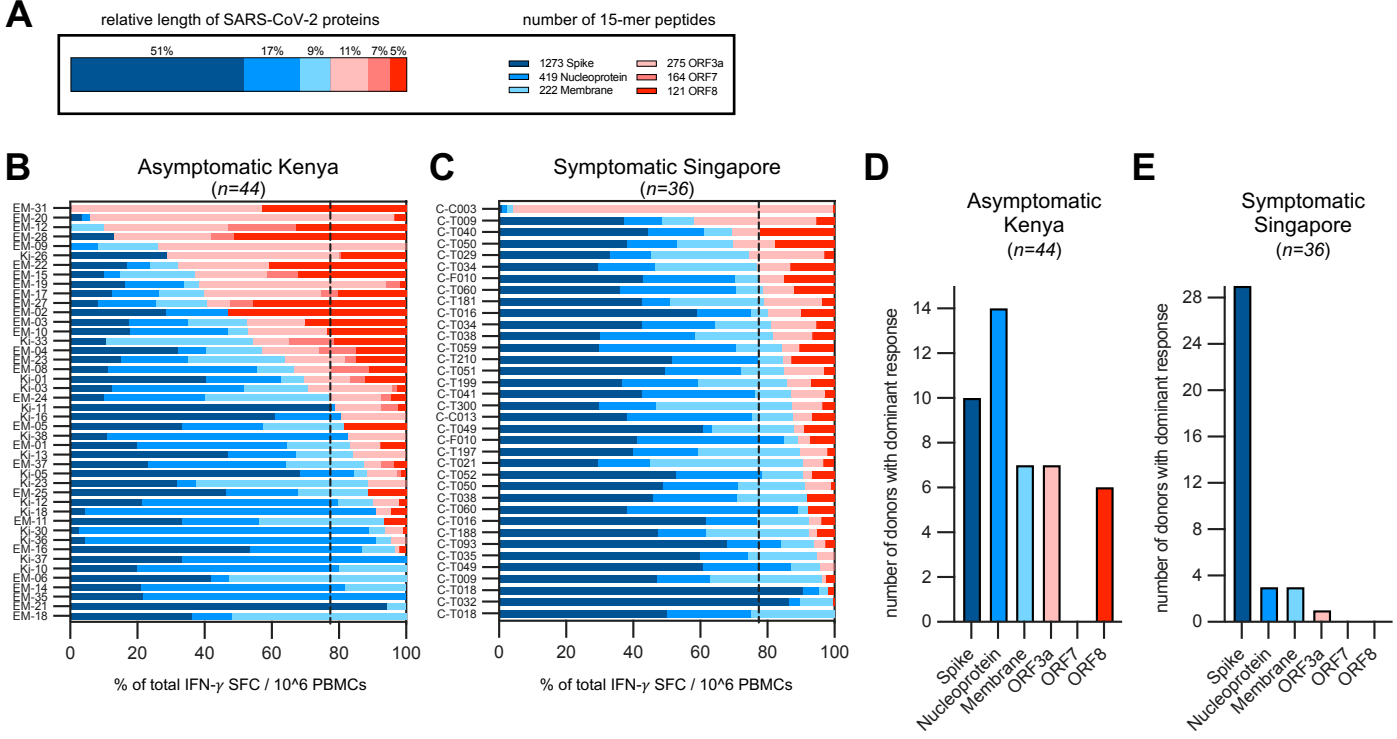 A
relative length of SARS-CoV-2 proteins
number of 15-mer peptides
51%
17%
9%
11%
7%
5%
1273 Spike
419 Nucleoprotein
222 Membrane
275 ORF3a
164 ORF7
121 ORF8
B
Asymptomatic Kenya
(n=44)
EM-31
EM-20
EM-12
EM-28
EM-09
Ki-26
EM-22
EM-15
EM-19
EM-17
EM-27
EM-02
EM-03
EM-10
Ki-33
EM-04
EM-23
EM-08
Ki-01
Ki-03
EM-24
Ki-11
Ki-16
EM-05
Ki-38
EM-01
Ki-13
EM-37
Ki-05
Ki-23
EM-25
Ki-12
Ki-18
EM-11
Ki-30
Ki-36
EM-16
Ki-37
Ki-10
EM-06
EM-14
EM-35
EM-21
EM-18
0
20
40
60
80
100
% of total IFN-γ SFC / 10^6 PBMCs
C
Symptomatic Singapore
(n=36)
C-C003
C-T009
C-T040
C-T050
C-T029
C-T034
C-F010
C-T060
C-T181
C-T016
C-T034
C-T038
C-T059
C-T210
C-T051
C-T199
C-T041
C-T300
C-C013
C-T049
C-F010
C-T197
C-T021
C-T052
C-T050
C-T038
C-T060
C-T016
C-T188
C-T093
C-T035
C-T049
C-T009
C-T018
C-T032
C-T018
0
20
40
60
80
100
% of total IFN-γ SFC / 10^6 PBMCs
D
Asymptomatic
Kenya
(n=44)
number of donors with dominant response
14
12
10
8
6
4
2
0
Spike
Nucleoprotein
Membrane
ORF3a
ORF7
ORF8
E
Symptomatic
Singapore
(n=36)
number of donors with dominant response
28
24
20
16
12
8
4
0
Spike
Nucleoprotein
Membrane
ORF3a
ORF7
ORF8